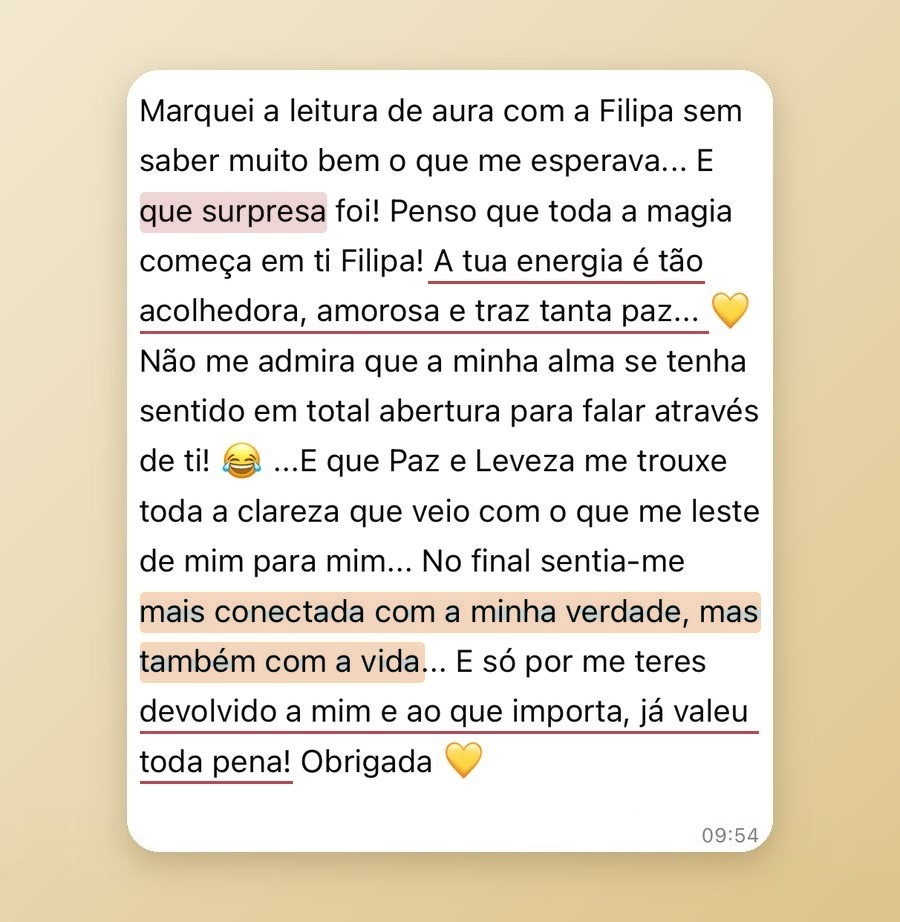 Marquei a leitura de aura com a Filipa sem
saber muito bem o que me esperava... E
que surpresa foi! Penso que toda a magia
começa em ti Filipa! A tua energia é tão
acolhedora, amorosa e traz tanta paz... 💛
Não me admira que a minha alma se tenha
sentido em total abertura para falar através
de ti! 😂 ...E que Paz e Leveza me trouxe
toda a clareza que veio com o que me leste
de mim para mim... No final sentia-me
mais conectada com a minha verdade, mas
também com a vida... E só por me teres
devolvido a mim e ao que importa, já valeu
toda pena! Obrigada 💛
09:54